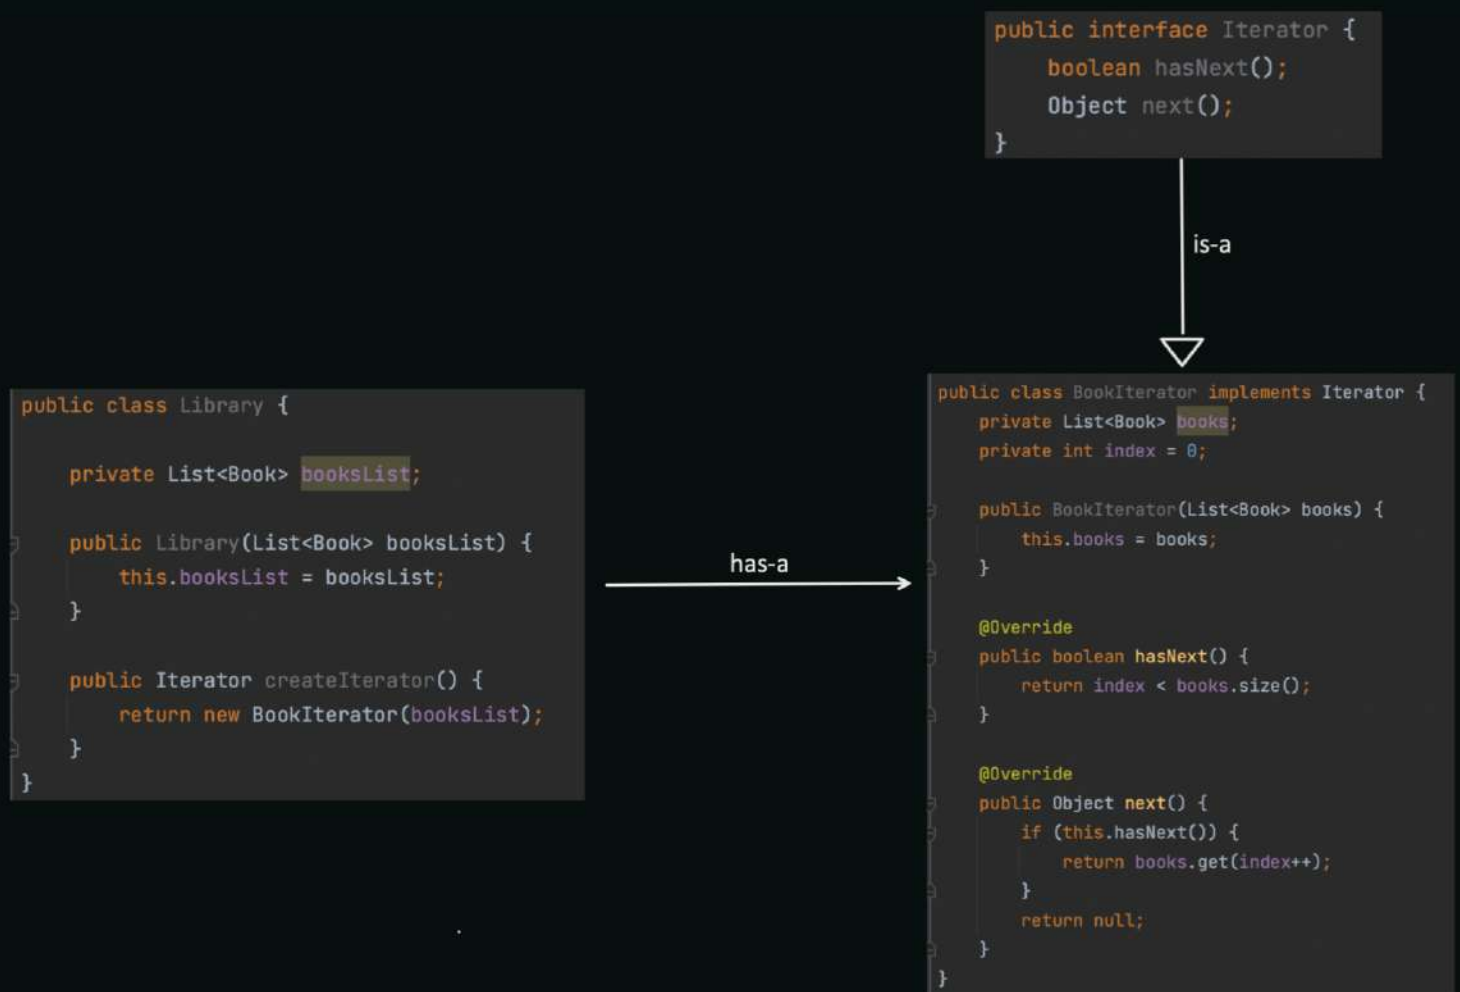 public interface Iterator {
    boolean hasNext();
    Object next();
}
is-a
public class Library {
    private List<Book> booksList;
    public Library(List<Book> booksList) {
        this.booksList = booksList;
    }
    public Iterator createIterator() {
        return new BookIterator(booksList);
    }
}
has-a
public class BookIterator implements Iterator {
    private List<Book> books;
    private int index = 0;
    public BookIterator(List<Book> books) {
        this.books = books;
    }
    @Override
    public boolean hasNext() {
        return index < books.size();
    }
    @Override
    public Object next() {
        if (this.hasNext()) {
            return books.get(index++);
        }
        return null;
    }
}